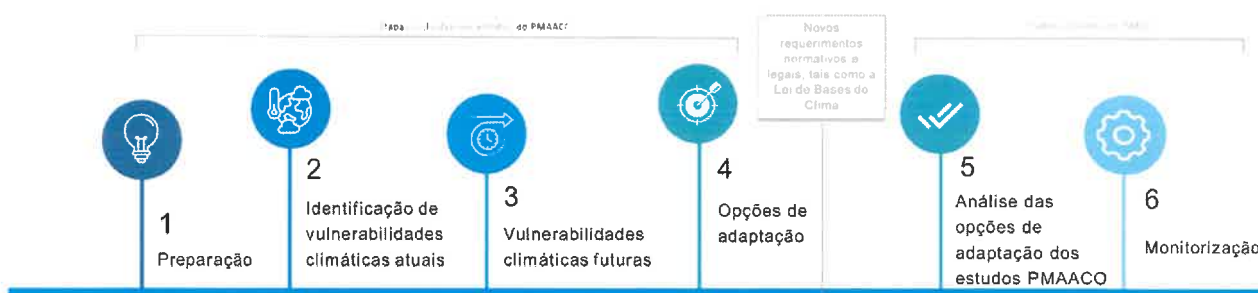 do PMAACO
Novos
requerimentos
normativos e
legais, tais como a
Lei de Bases do
Clima
1
Preparação
2
Identificação de
vulnerabilidades
climáticas atuais
3
Vulnerabilidades
climáticas futuras
4
Opções de
adaptação
5
Análise das
opções de
adaptação dos
estudos PMAACO
6
Monitorização